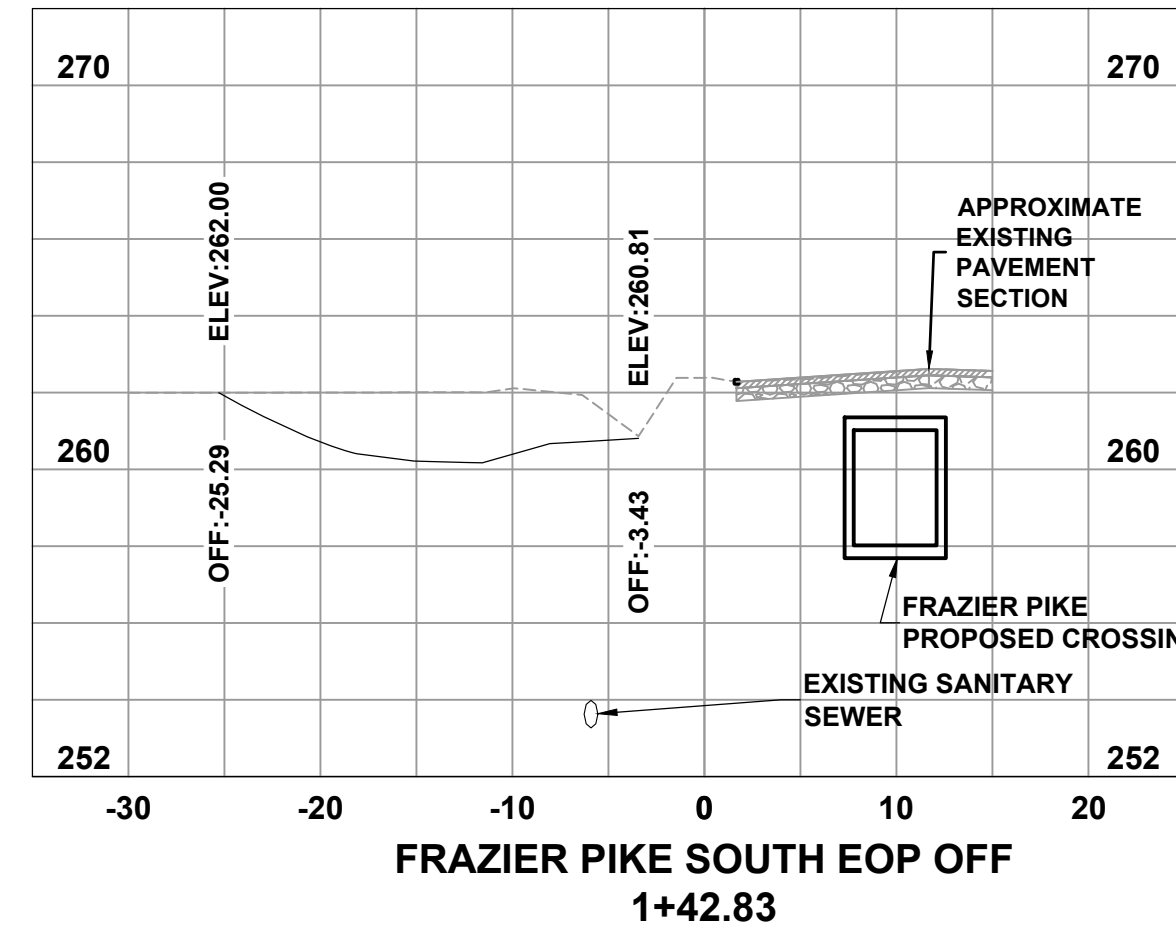 270
270
ELEV:262.00
ELEV:260.81
APPROXIMATE
EXISTING
PAVEMENT
SECTION
260
260
OFF:-25.29
OFF:-3.43
FRAZIER PIKE
PROPOSED CROSSIN
EXISTING SANITARY
SEWER
252
252
-30 -20 -10 0 10 20
FRAZIER PIKE SOUTH EOP OFF
1+42.83